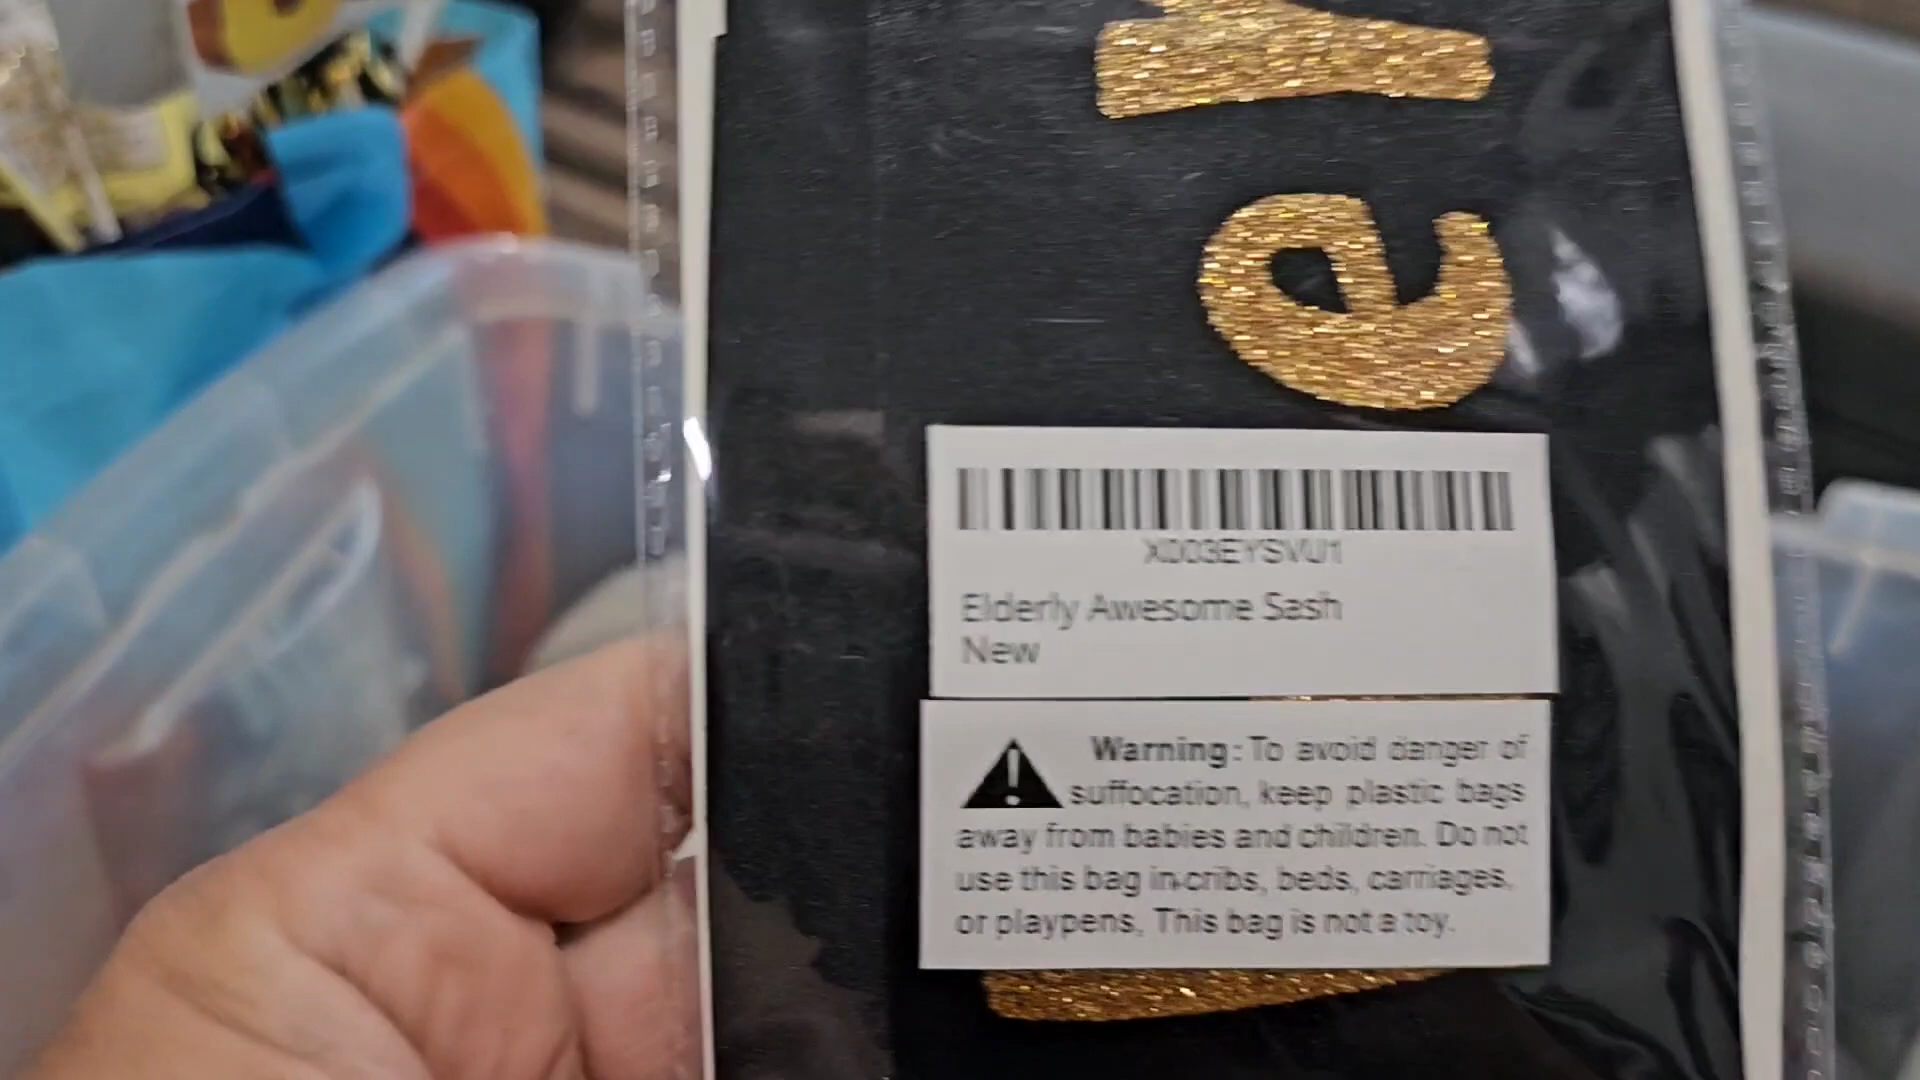 er
X003EYSVU1
Elderly Awesome Sash
New
Warning: To avoid danger of
suffocation, keep plastic bags
away from babies and children. Do not
use this bag in cribs, beds, carriages,
or playpens, This bag is not a toy.